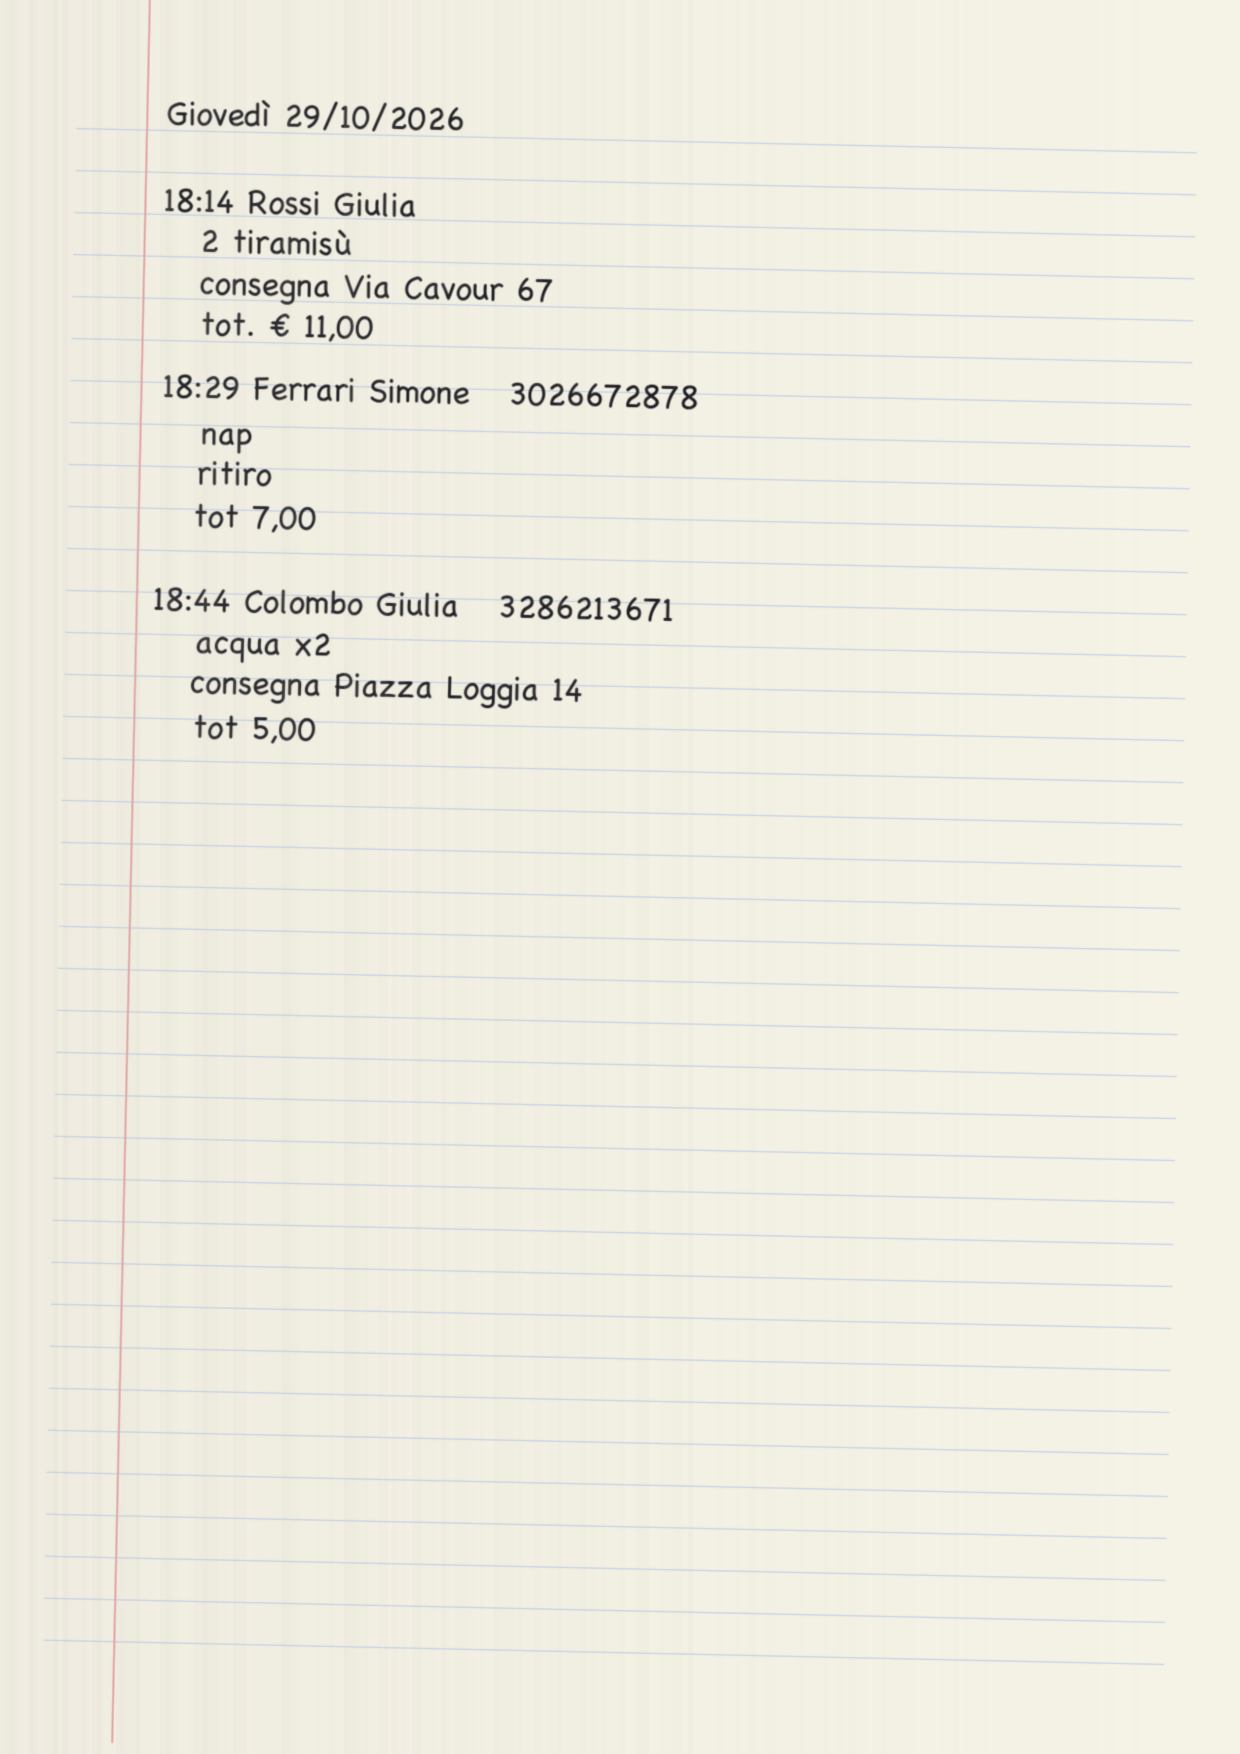 Giovedì 29/10/2026
18:14 Rossi Giulia
2 tiramisù
consegna Via Cavour 67
tot. € 11,00
18:29 Ferrari Simone 3026672878
nap
ritiro
tot 7,00
18:44 Colombo Giulia 3286213671
acqua x2
consegna Piazza Loggia 14
tot 5,00